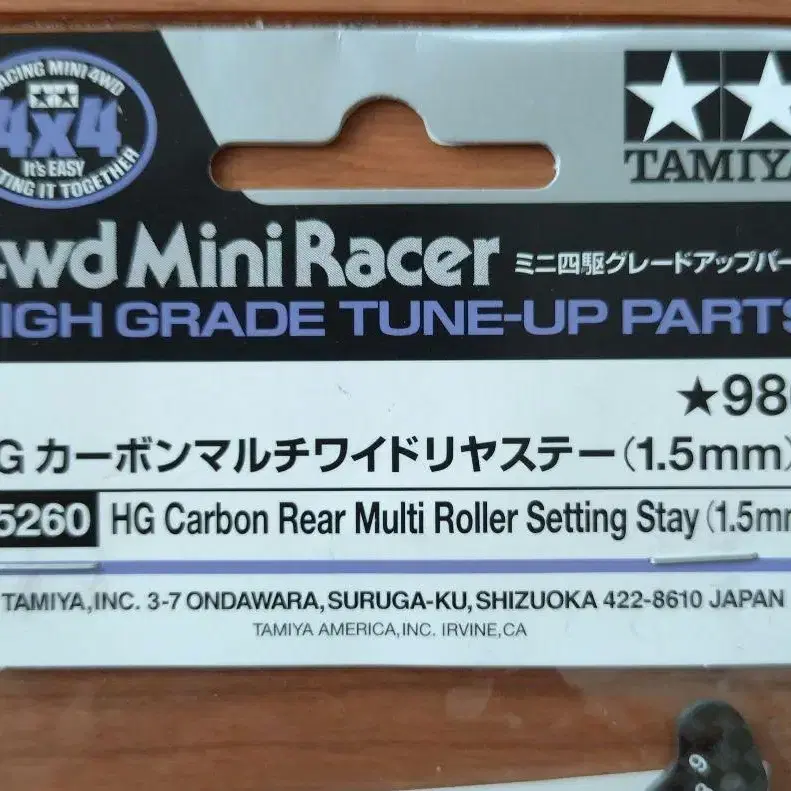 RACING MINI 4WD
4x4
It's EASY
TING IT TOGETHER
TAMIYA
4wd Mini Racer ミニ四駆グレードアップパー
HIGH GRADE TUNE-UP PARTS
★98
G カーボンマルチワイドリヤステー(1.5mm)
5260 HG Carbon Rear Multi Roller Setting Stay (1.5mm
TAMIYA,INC. 3-7 ONDAWARA,SURUGA-KU,SHIZUOKA 422-8610 JAPAN
TAMIYA AMERICA,INC. IRVINE,CA
9
8